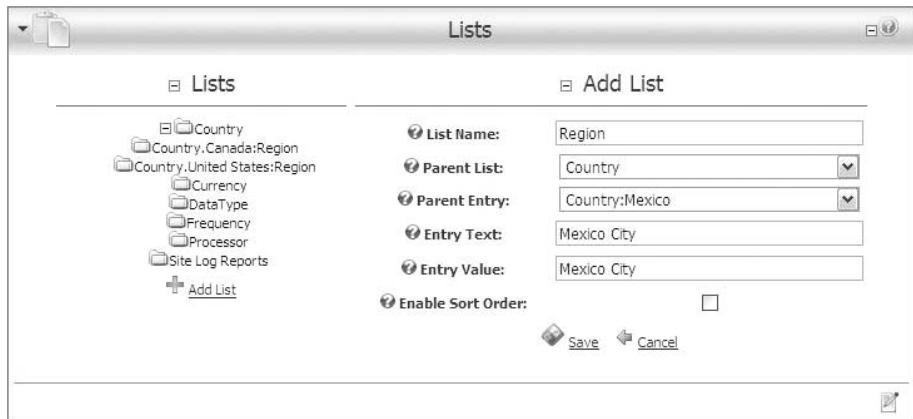 Lists
Lists
Country
Country.Canada:Region
Country.United States:Region
Currency
DataType
Frequency
Processor
Site Log Reports
Add List
Add List
List Name: Region
Parent List: Country
Parent Entry: Country:Mexico
Entry Text: Mexico City
Entry Value: Mexico City
Enable Sort Order:
Save Cancel